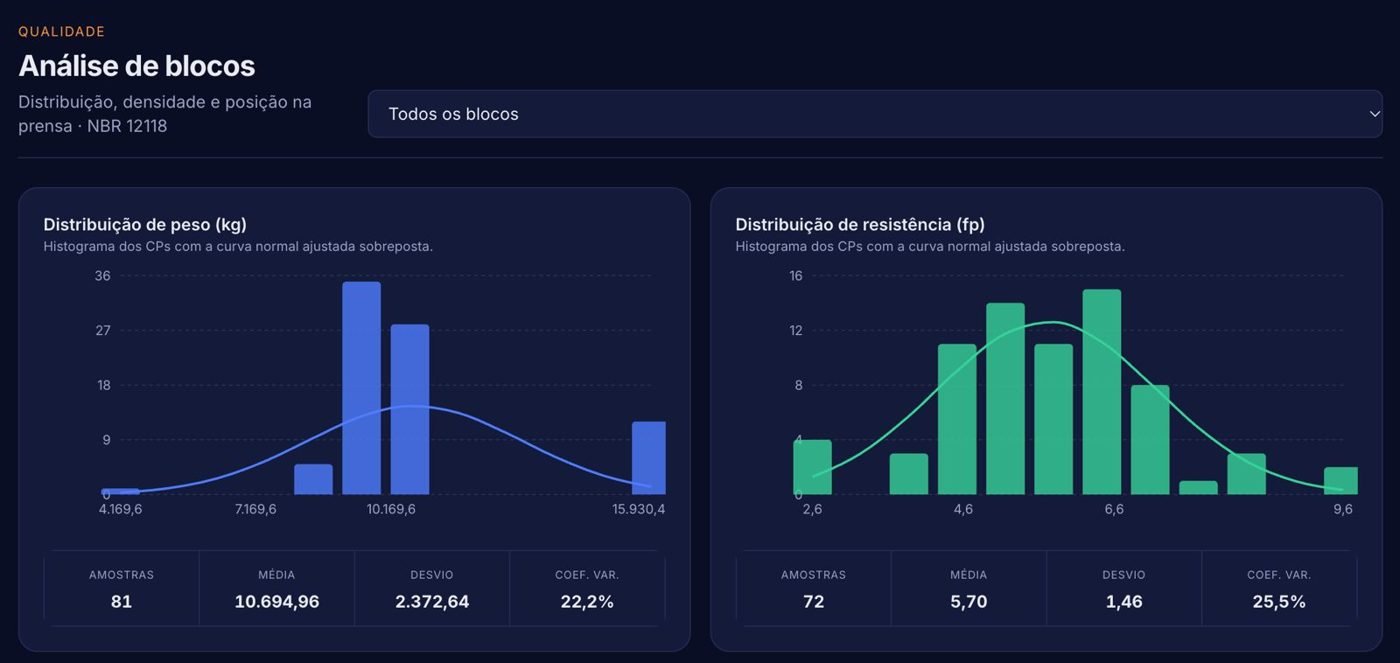 QUALIDADE
Análise de blocos
Distribuição, densidade e posição na
prensa · NBR 12118
Todos os blocos
Distribuição de peso (kg)
Histograma dos CPs com a curva normal ajustada sobreposta.
36
27
18
9
0
4.169,6 7.169,6 10.169,6 15.930,4
AMOSTRAS MÉDIA DESVIO COEF. VAR.
81 10.694,96 2.372,64 22,2%
Distribuição de resistência (fp)
Histograma dos CPs com a curva normal ajustada sobreposta.
16
12
8
4
0
2,6 4,6 6,6 9,6
AMOSTRAS MÉDIA DESVIO COEF. VAR.
72 5,70 1,46 25,5%